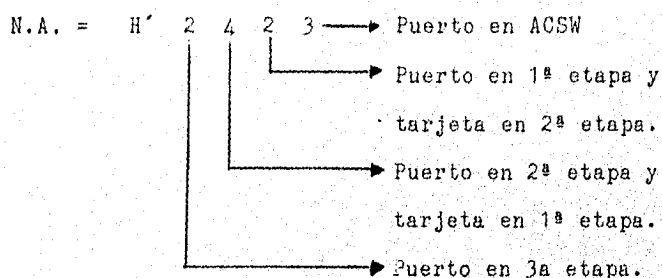 N.A. = H´ 2 4 2 3 → Puerto en ACSW
Puerto en 1ª etapa y
tarjeta en 2ª etapa.
Puerto en 2ª etapa y
tarjeta en 1ª etapa.
Puerto en 3a etapa.